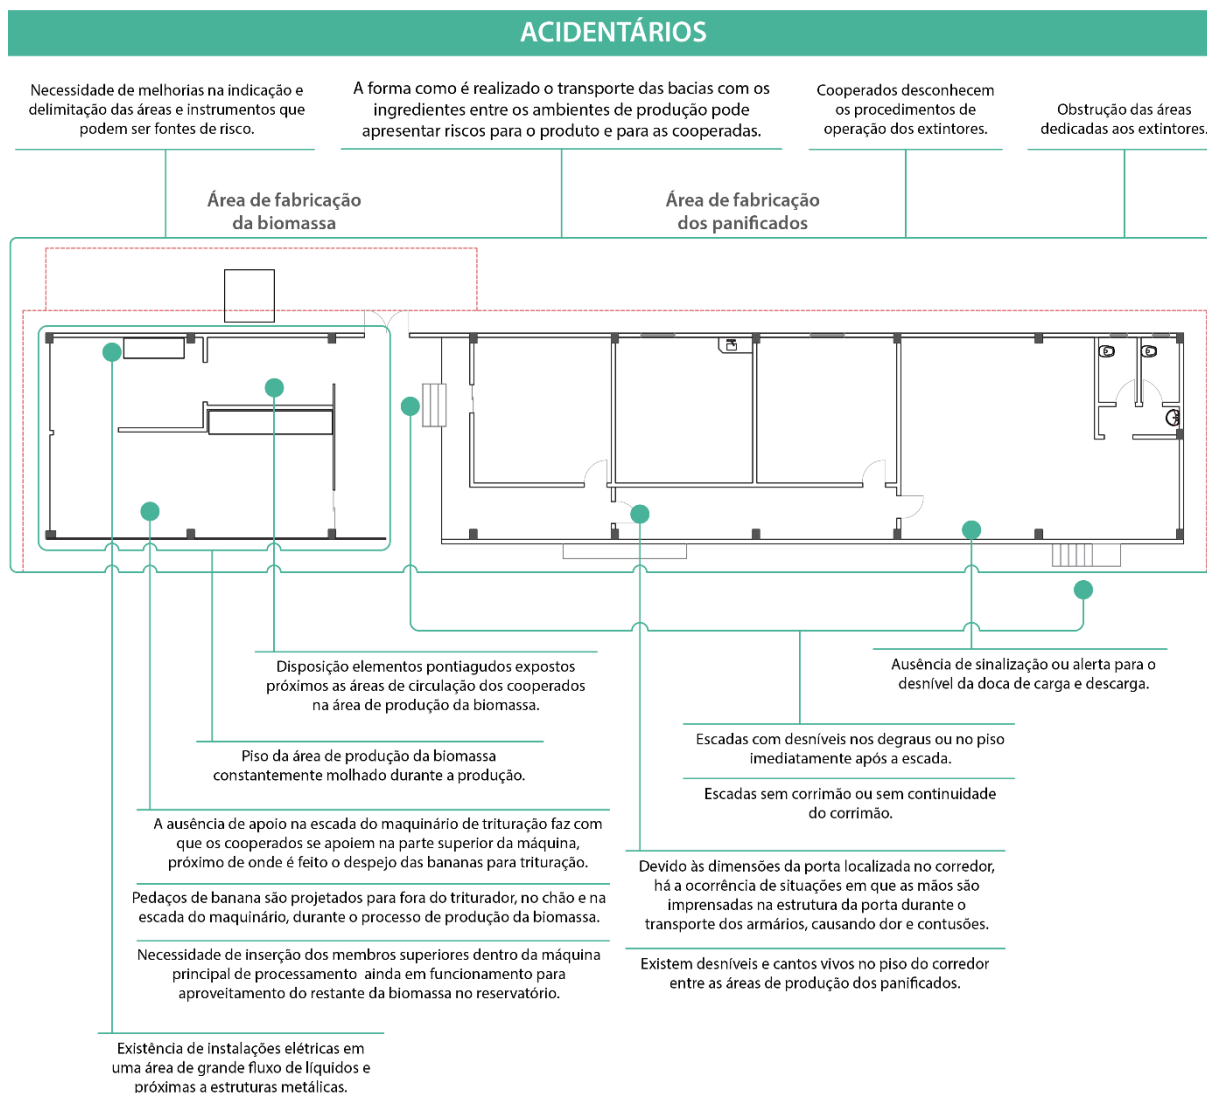 ACIDENTÁRIOS
Necessidade de melhorias na indicação e
delimitação das áreas e instrumentos que
podem ser fontes de risco.
A forma como é realizado o transporte das bacias com os
ingredientes entre os ambientes de produção pode
apresentar riscos para o produto e para as cooperadas.
Cooperados desconhecem
os procedimentos de
operação dos extintores.
Obstrução das áreas
dedicadas aos extintores.
Área de fabricação
da biomassa
Área de fabricação
dos panificados
Disposição elementos pontiagudos expostos
próximos as áreas de circulação dos cooperados
na área de produção da biomassa.
Ausência de sinalização ou alerta para o
desnível da doca de carga e descarga.
Piso da área de produção da biomassa
constantemente molhado durante a produção.
Escadas com desníveis nos degraus ou no piso
imediatamente após a escada.
Escadas sem corrimão ou sem continuidade
do corrimão.
A ausência de apoio na escada do maquinário de trituração faz com
que os cooperados se apoiem na parte superior da máquina,
próximo de onde é feito o despejo das bananas para trituração.
Pedaços de banana são projetados para fora do triturador, no chão e na
escada do maquinário, durante o processo de produção da biomassa.
Necessidade de inserção dos membros superiores dentro da máquina
principal de processamento ainda em funcionamento para
aproveitamento do restante da biomassa no reservatório.
Devido às dimensões da porta localizada no corredor,
há a ocorrência de situações em que as mãos são
imprensadas na estrutura da porta durante o
transporte dos armários, causando dor e contusões.
Existem desníveis e cantos vivos no piso do corredor
entre as áreas de produção dos panificados.
Existência de instalações elétricas em
uma área de grande fluxo de líquidos e
próximas a estruturas metálicas.